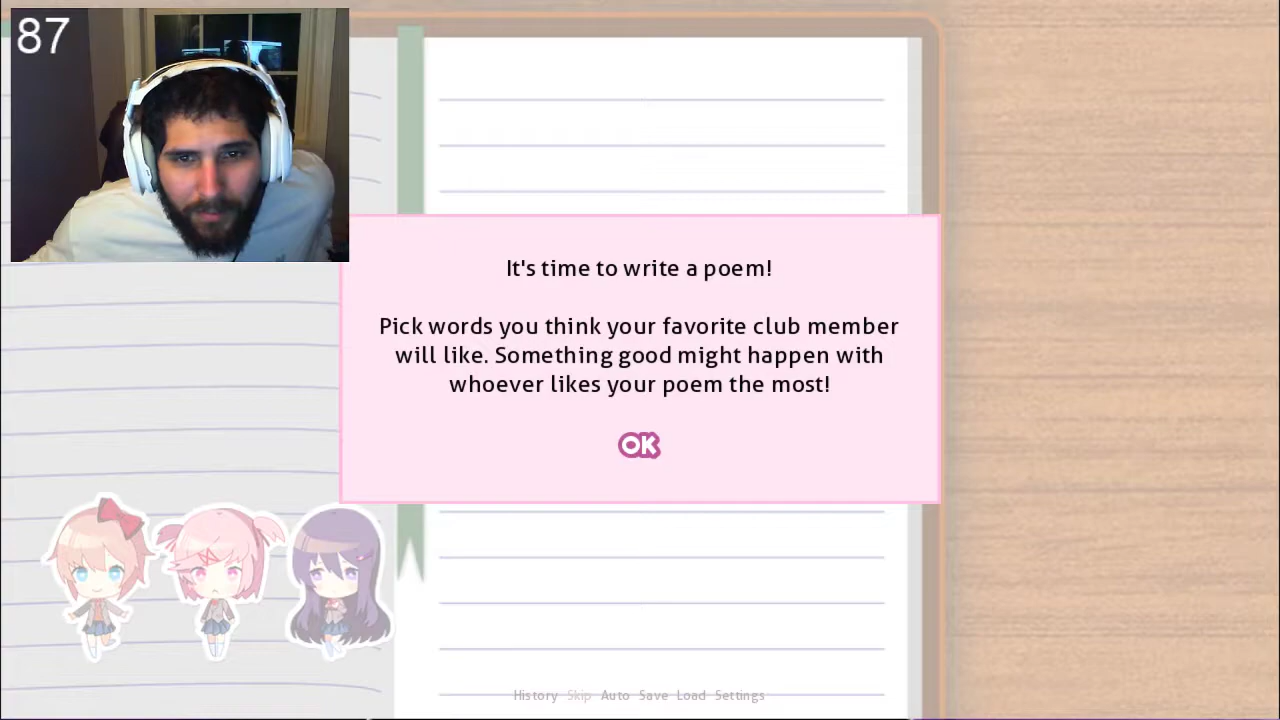 87
It's time to write a poem!
Pick words you think your favorite club member
will like. Something good might happen with
whoever likes your poem the most!
OK
History Skip Auto Save Load Settings